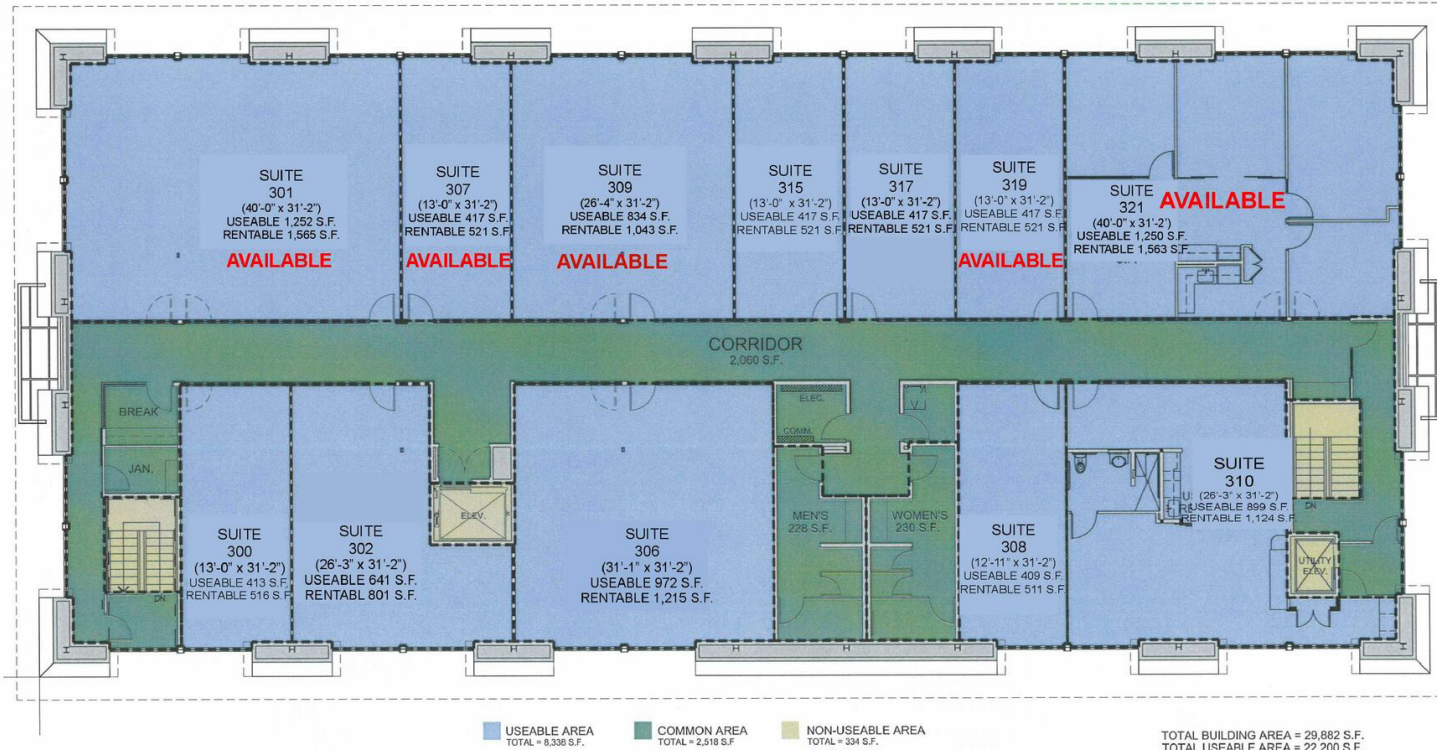 SUITE
301
(40'-0" x 31'-2")
USEABLE 1,252 S.F.
RENTABLE 1,565 S.F.
AVAILABLE
SUITE
307
(13'-0" x 31'-2")
USEABLE 417 S.F.
RENTABLE 521 S.F.
AVAILABLE
SUITE
309
(26'-4" x 31'-2")
USEABLE 834 S.F.
RENTABLE 1,043 S.F.
AVAILABLE
SUITE
315
(13'-0" x 31'-2")
USEABLE 417 S.F.
RENTABLE 521 S.F.
SUITE
317
(13'-0" x 31'-2")
USEABLE 417 S.F.
RENTABLE 521 S.F.
SUITE
319
(13'-0" x 31'-2")
USEABLE 417 S.F.
RENTABLE 521 S.F.
AVAILABLE
SUITE
321
(40'-0" x 31'-2")
USEABLE 1,250 S.F.
RENTABLE 1,563 S.F.
AVAILABLE
CORRIDOR
2,060 S.F.
BREAK
JAN.
DN
SUITE
300
(13'-0" x 31'-2")
USEABLE 413 S.F.
RENTABLE 516 S.F.
SUITE
302
(26'-3" x 31'-2")
USEABLE 641 S.F.
RENTABL 801 S.F.
ELEV.
SUITE
306
(31'-1" x 31'-2")
USEABLE 972 S.F.
RENTABLE 1,215 S.F.
ELEC.
COMM.
MEN'S
228 S.F.
WOMEN'S
230 S.F.
SUITE
308
(12'-11" x 31'-2")
USEABLE 409 S.F.
RENTABLE 511 S.F.
SUITE
310
(26'-3" x 31'-2")
USEABLE 899 S.F.
RENTABLE 1,124 S.F.
DN
UTILITY
ELEV.
USEABLE AREA
TOTAL = 8,338 S.F.
COMMON AREA
TOTAL = 2,518 S.F
NON-USEABLE AREA
TOTAL = 334 S.F.
TOTAL BUILDING AREA = 29,882 S.F.
TOTAL USEABLE AREA = 22,200 S.F.